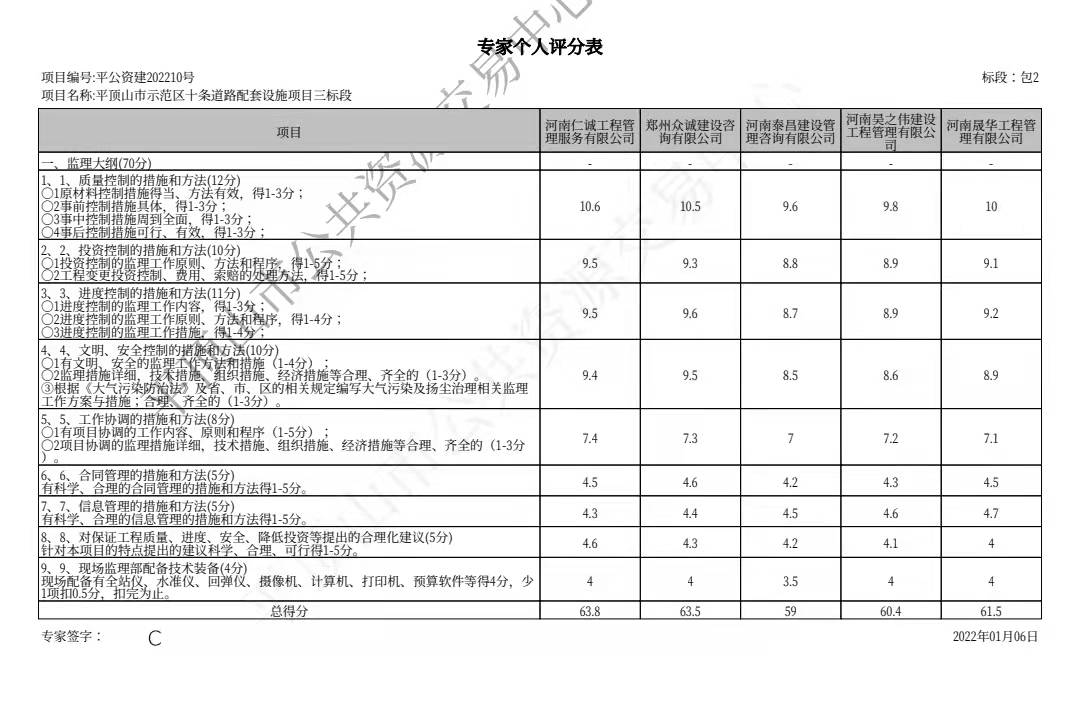 专家个人评分表
项目编号:平公资建202210号 标段：包2
项目名称:平顶山市示范区十条道路配套设施项目三标段
项目 河南仁诚工程管理服务有限公司 郑州众诚建设咨询有限公司 河南泰昌建设管理咨询有限公司 河南昊之伟建设工程管理有限公司 河南晟华工程管理有限公司
一、监理大纲(70分) - - - - -
1、1、质量控制的措施和方法(12分)
○1原材料控制措施得当、方法有效，得1-3分；
○2事前控制措施具体，得1-3分；
○3事中控制措施周到全面，得1-3分；
○4事后控制措施可行、有效，得1-3分；
10.6 10.5 9.6 9.8 10
2、2、投资控制的措施和方法(10分)
○1投资控制的监理工作原则、方法和程序，得1-5分；
○2工程变更投资控制、费用、索赔的处理方法，得1-5分；
9.5 9.3 8.8 8.9 9.1
3、3、进度控制的措施和方法(11分)
○1进度控制的监理工作内容，得1-3分；
○2进度控制的监理工作原则、方法和程序，得1-4分；
○3进度控制的监理工作措施，得1-4分；
9.5 9.6 8.7 8.9 9.2
4、4、文明、安全控制的措施和方法(10分)
○1有文明、安全的监理工作方法和措施（1-4分）；
○2监理措施详细，技术措施、组织措施、经济措施等合理、齐全的（1-3分）。
③根据《大气污染防治法》及省、市、区的相关规定编写大气污染及扬尘治理相关监理
工作方案与措施；合理、齐全的（1-3分）。
9.4 9.5 8.5 8.6 8.9
5、5、工作协调的措施和方法(8分)
○1有项目协调的工作内容、原则和程序（1-5分）；
○2项目协调的监理措施详细，技术措施、组织措施、经济措施等合理、齐全的（1-3分
）。
7.4 7.3 7 7.2 7.1
6、6、合同管理的措施和方法(5分)
有科学、合理的合同管理的措施和方法得1-5分。
4.5 4.6 4.2 4.3 4.5
7、7、信息管理的措施和方法(5分)
有科学、合理的信息管理的措施和方法得1-5分。
4.3 4.4 4.5 4.6 4.7
8、8、对保证工程质量、进度、安全、降低投资等提出的合理化建议(5分)
针对本项目的特点提出的建议科学、合理、可行得1-5分。
4.6 4.3 4.2 4.1 4
9、9、现场监理部配备技术装备(4分)
现场配备有全站仪，水准仪、回弹仪、摄像机、计算机、打印机、预算软件等得4分，少
1项扣0.5分，扣完为止。
4 4 3.5 4 4
总得分 63.8 63.5 59 60.4 61.5
专家签字： C 2022年01月06日
平顶山市公共资源交易中心
平顶山市公共资源交易中心